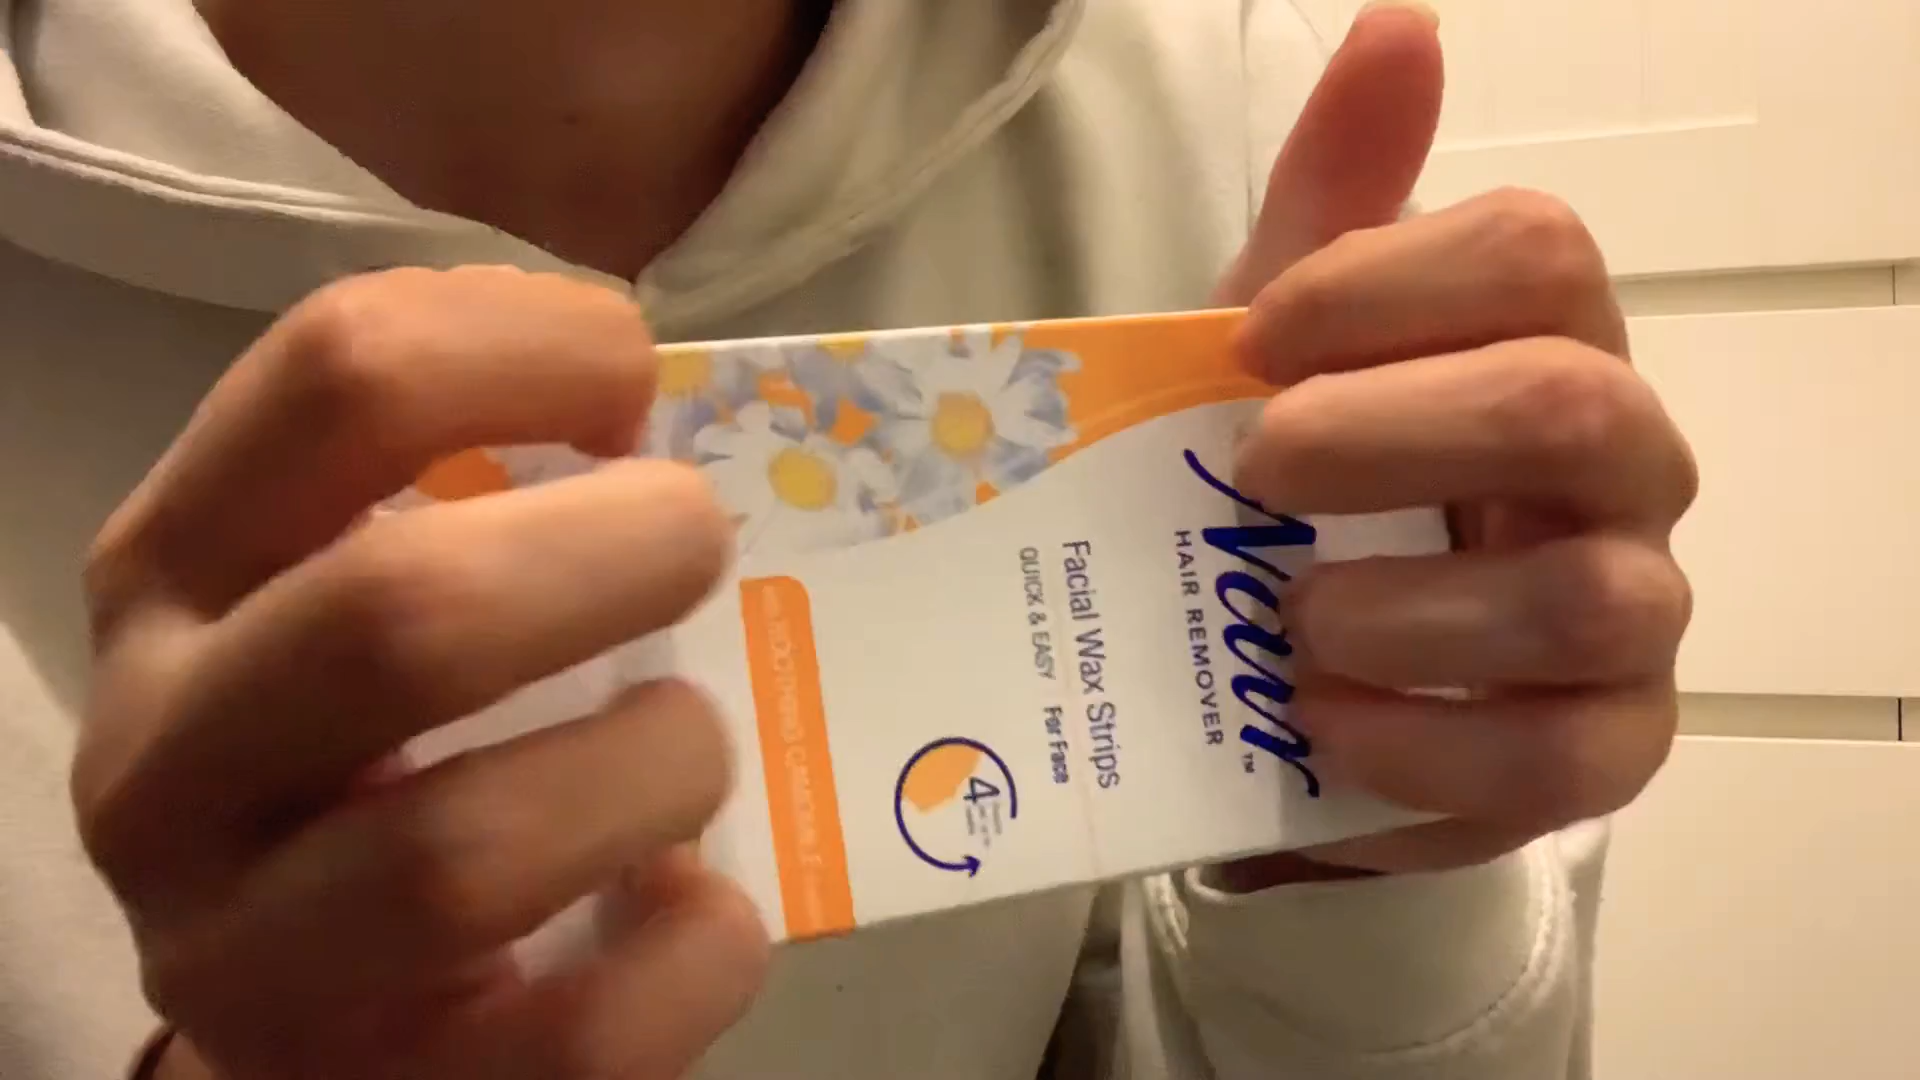 Nair™
HAIR REMOVER
Facial Wax Strips
QUICK & EASY For Face
4